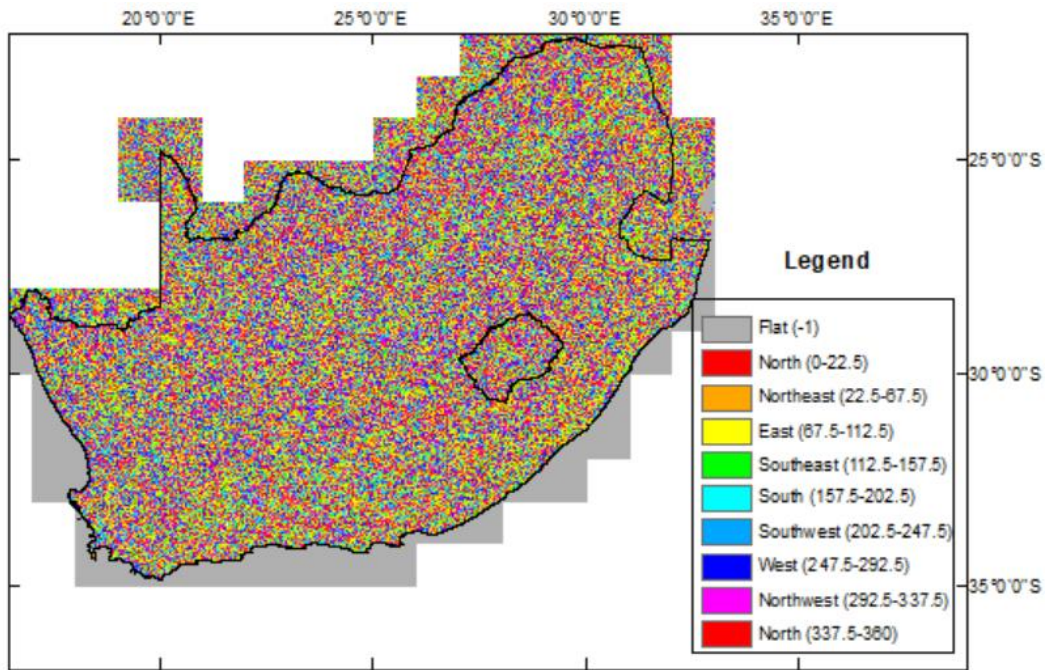 20°0'0"E 25°0'0"E 30°0'0"E 35°0'0"E
25°0'0"S
Legend
Flat (-1)
North (0-22.5)
Northeast (22.5-67.5)
East (67.5-112.5)
Southeast (112.5-157.5)
30°0'0"S
South (157.5-202.5)
Southwest (202.5-247.5)
West (247.5-292.5)
35°0'0"S
Northwest (292.5-337.5)
North (337.5-360)